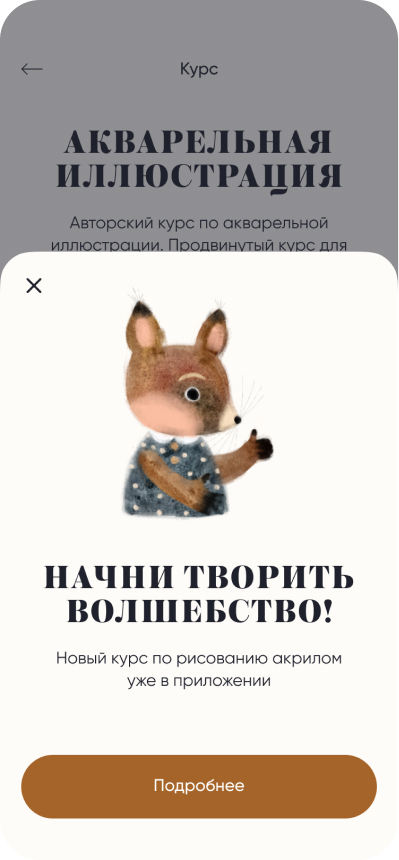 Курс
АКВАРЕЛЬНАЯ
ИЛЛЮСТРАЦИЯ
Авторский курс по акварельной
иллюстрации. Продвинутый курс для
НАЧНИ ТВОРИТЬ
ВОЛШЕБСТВО!
Новый курс по рисованию акрилом
уже в приложении
Подробнее